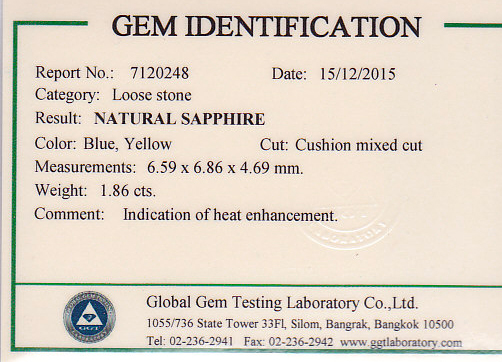 GEM IDENTIFICATION
Report No.: 7120248 Date: 15/12/2015
Category: Loose stone
Result: NATURAL SAPPHIRE
Color: Blue, Yellow Cut: Cushion mixed cut
Measurements: 6.59 x 6.86 x 4.69 mm.
Weight: 1.86 cts.
Comment: Indication of heat enhancement.
LABORATORY
GGT
Global Gem Testing Laboratory Co.,Ltd.
1055/736 State Tower 33Fl, Silom, Bangrak, Bangkok 10500
Tel: 02-236-2941 Fax: 02-236-2942 www.ggtlaboratory.com